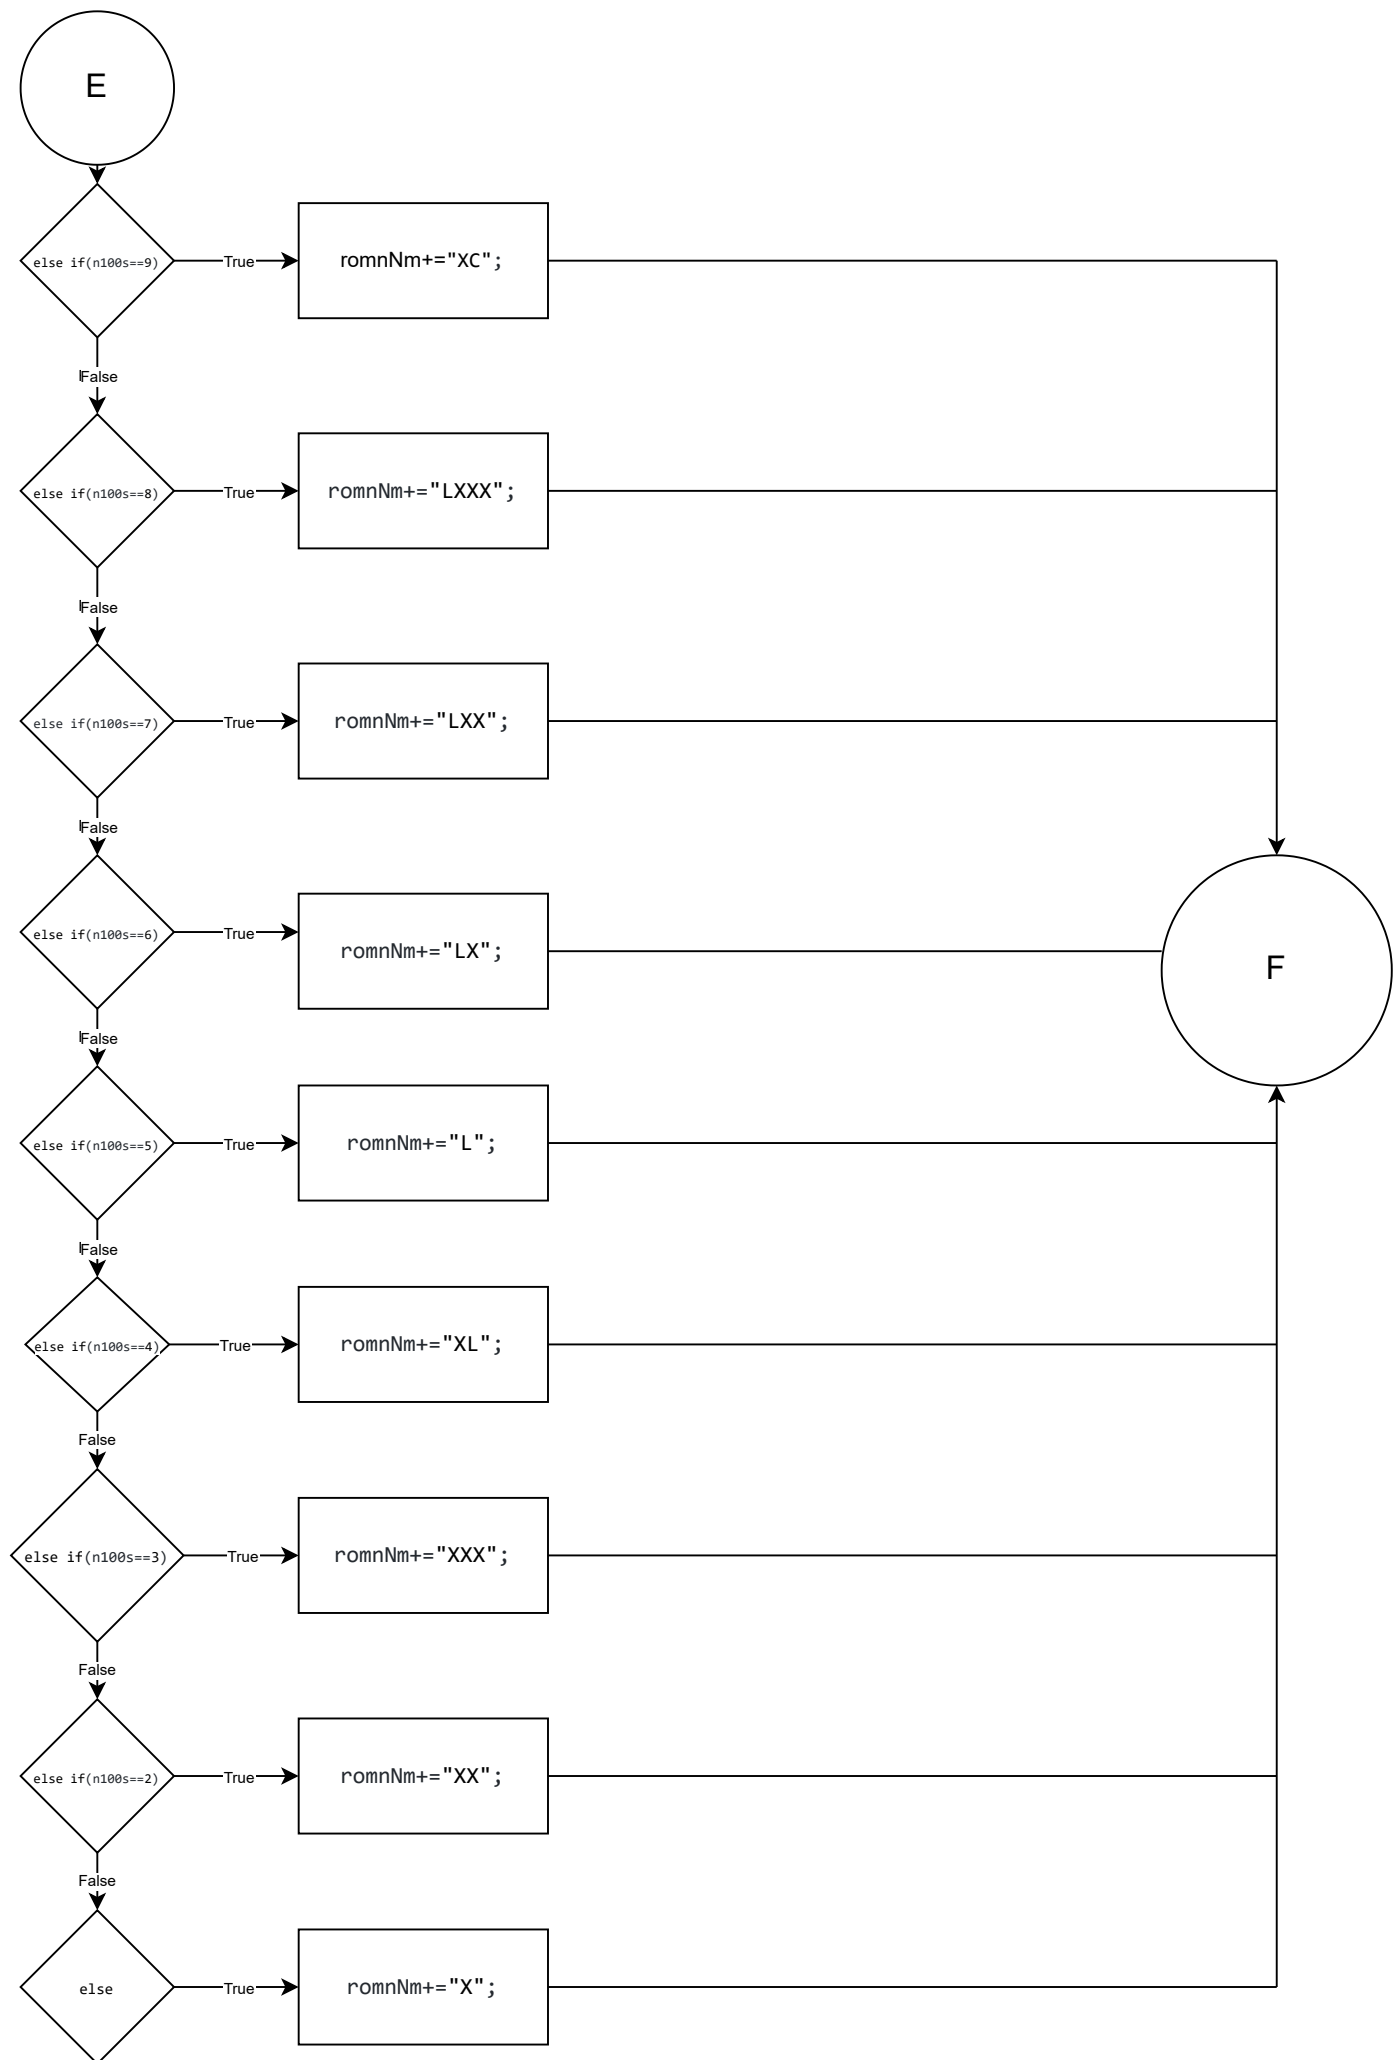 E
else if(n100s==9)
True
romnNm+="XC";
False
else if(n100s==8)
True
romnNm+="LXXX";
False
else if(n100s==7)
True
romnNm+="LXX";
False
else if(n100s==6)
True
romnNm+="LX";
F
False
else if(n100s==5)
True
romnNm+="L";
False
else if(n100s==4)
True
romnNm+="XL";
False
else if(n100s==3)
True
romnNm+="XXX";
False
else if(n100s==2)
True
romnNm+="XX";
False
else
True
romnNm+="X";